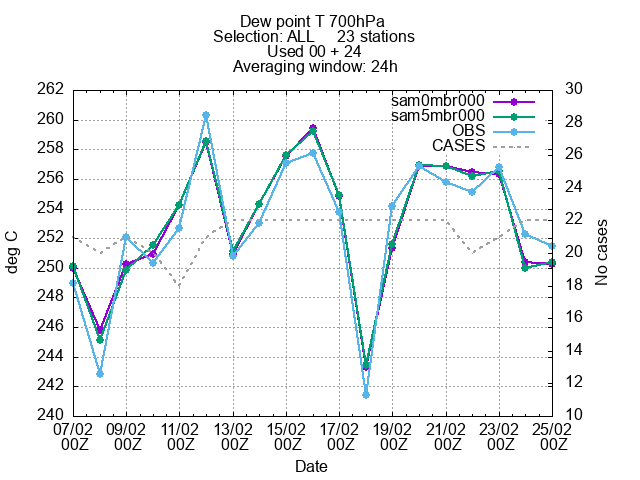 Dew point T 700hPa
Selection: ALL 23 stations
Used 00 + 24
Averaging window: 24h
262 30
260 28
258 26
256 24
254 22
252 20
250 18
248 16
246 14
244 12
242 10
240
sam0mbr000
sam5mbr000
OBS
CASES
deg C
No cases
07/02 09/02 11/02 13/02 15/02 17/02 19/02 21/02 23/02 25/02
00Z 00Z 00Z 00Z 00Z 00Z 00Z 00Z 00Z 00Z
Date